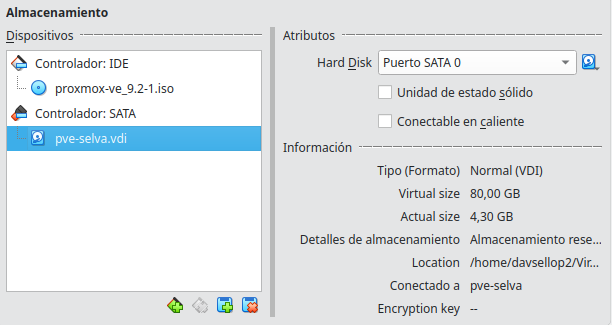 Almacenamiento
Dispositivos
Controlador: IDE
proxmox-ve_9.2-1.iso
Controlador: SATA
pve-selva.vdi
Atributos
Hard Disk Puerto SATA 0
Unidad de estado sólido
Conectable en caliente
Información
Tipo (Formato) Normal (VDI)
Virtual size 80,00 GB
Actual size 4,30 GB
Detalles de almacenamiento Almacenamiento rese...
Location /home/davsellop2/Vir...
Conectado a pve-selva
Encryption key --